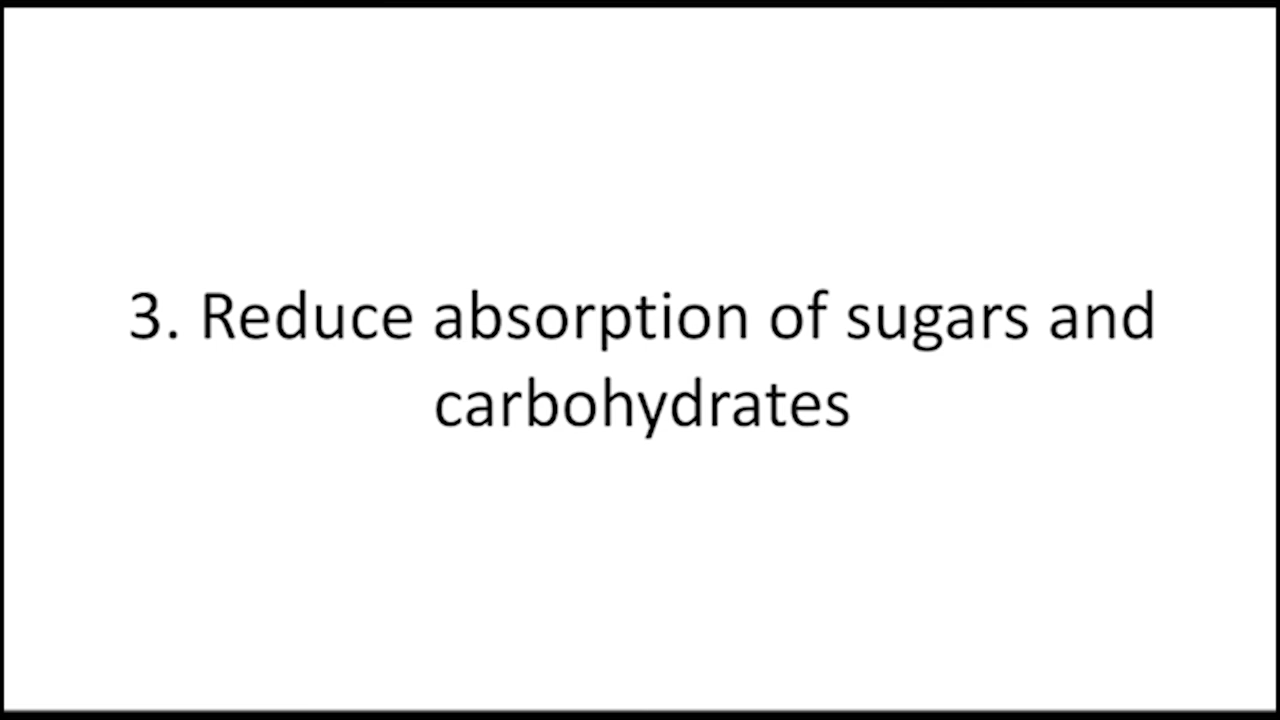 3. Reduce absorption of sugars and
carbohydrates